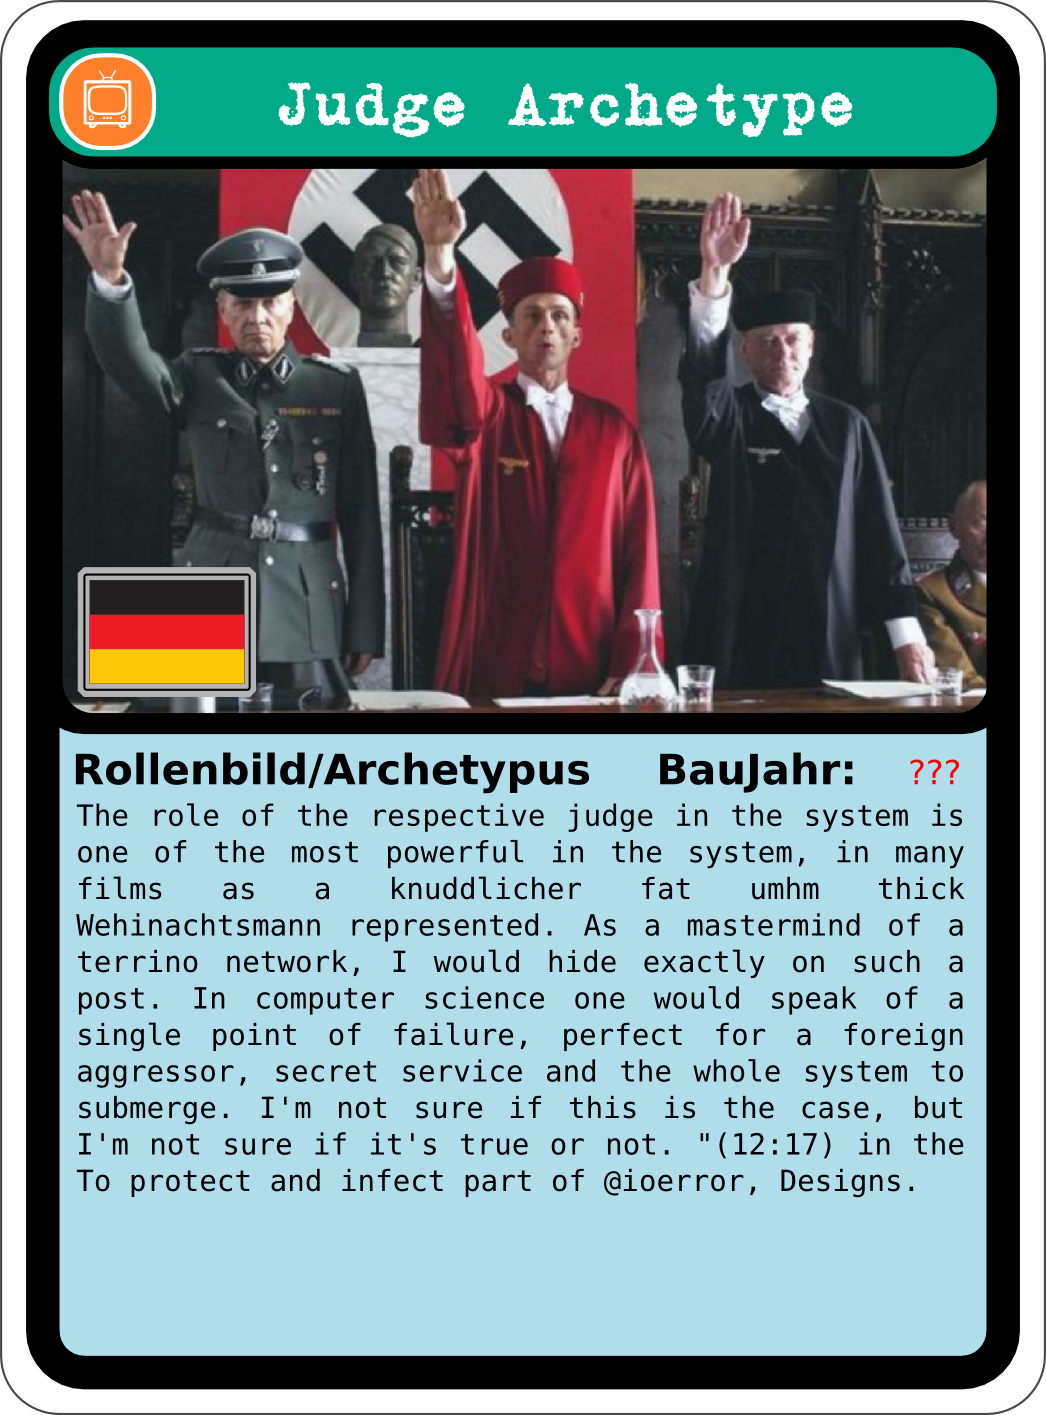 Judge Archetype
Rollenbild/Archetypus BauJahr: ???
The role of the respective judge in the system is
one of the most powerful in the system, in many
films as a knuddlicher fat umhm thick
Wehinachtsmann represented. As a mastermind of a
terrino network, I would hide exactly on such a
post. In computer science one would speak of a
single point of failure, perfect for a foreign
aggressor, secret service and the whole system to
submerge. I'm not sure if this is the case, but
I'm not sure if it's true or not. "(12:17) in the
To protect and infect part of @ioerror, Designs.